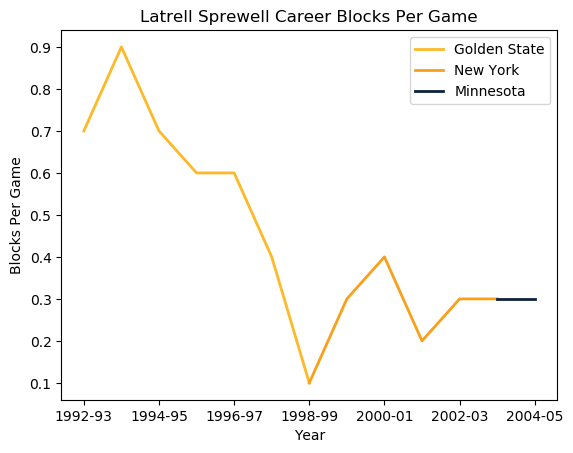 Latrell Sprewell Career Blocks Per Game
Golden State
New York
Minnesota
0.9
0.8
0.7
0.6
0.5
0.4
0.3
0.2
0.1
Blocks Per Game
1992-93 1994-95 1996-97 1998-99 2000-01 2002-03 2004-05
Year